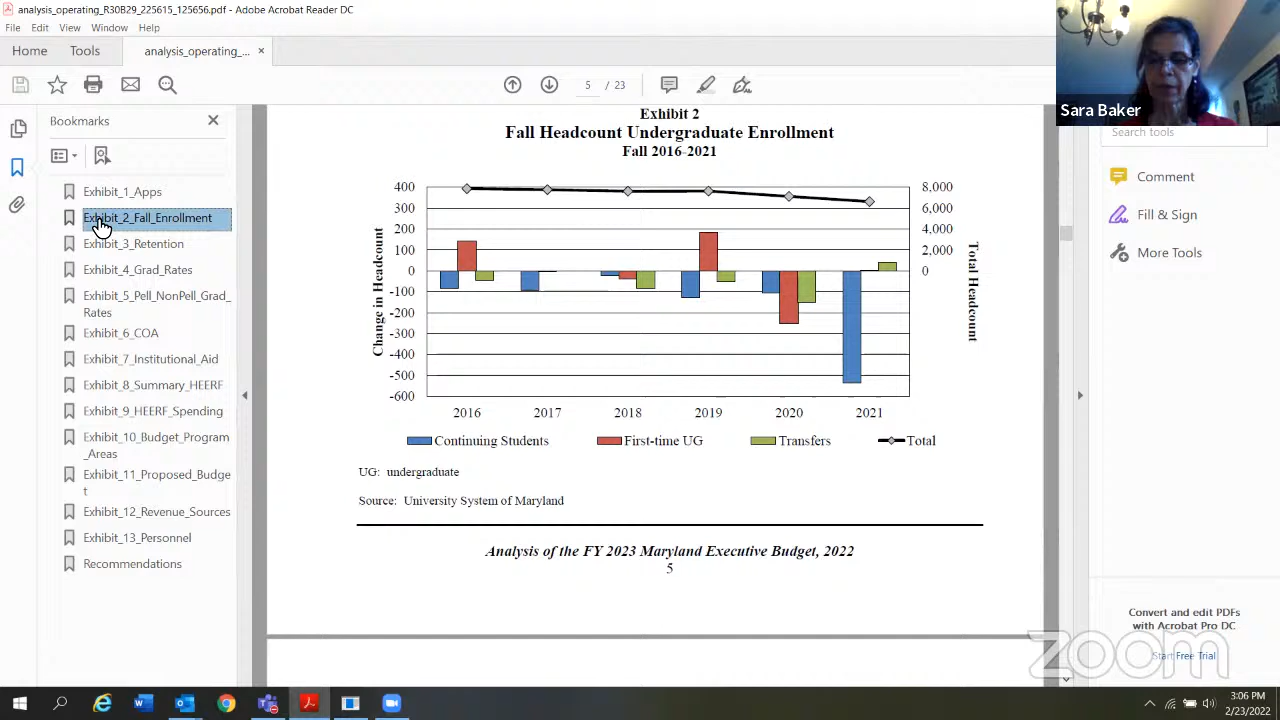 analysis_operating_R30B29_225615_125656.pdf - Adobe Acrobat Reader DC
File Edit View Window Help
Home Tools analysis_operating_... ×
5 / 23
Sara Baker
Bookmarks
Exhibit_1_Apps
Exhibit_2_Fall_Enrollment
Exhibit_3_Retention
Exhibit_4_Grad_Rates
Exhibit_5_Pell_NonPell_Grad_
Rates
Exhibit_6_COA
Exhibit_7_Institutional_Aid
Exhibit_8_Summary_HEERF
Exhibit_9_HEERF_Spending
Exhibit_10_Budget_Program
_Areas
Exhibit_11_Proposed_Budge
t
Exhibit_12_Revenue_Sources
Exhibit_13_Personnel
Recommendations
Exhibit 2
Fall Headcount Undergraduate Enrollment
Fall 2016-2021
Change in Headcount
400
300
200
100
0
-100
-200
-300
-400
-500
-600
8,000
6,000
4,000
2,000
0
Total Headcount
2016 2017 2018 2019 2020 2021
Continuing Students First-time UG Transfers Total
UG: undergraduate
Source: University System of Maryland
Analysis of the FY 2023 Maryland Executive Budget, 2022
5
Search tools
Comment
Fill & Sign
More Tools
Convert and edit PDFs
with Acrobat Pro DC
Start Free Trial
zoom
3:06 PM
2/23/2022